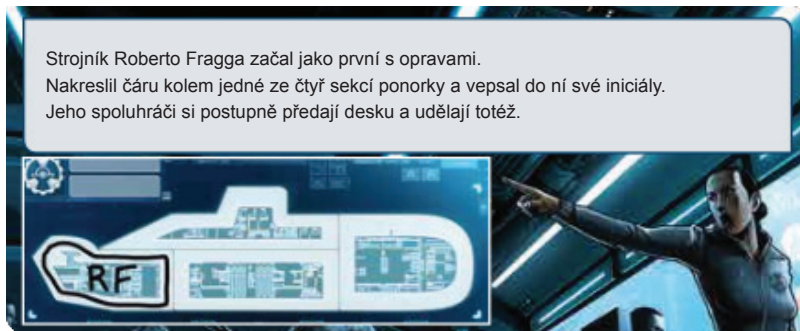 Strojník Roberto Fragga začal jako první s opravami.
Nakreslil čáru kolem jedné ze čtyř sekcí ponorky a vepsal do ní své iniciály.
Jeho spoluhráči si postupně předají desku a udělají totéž.
RF